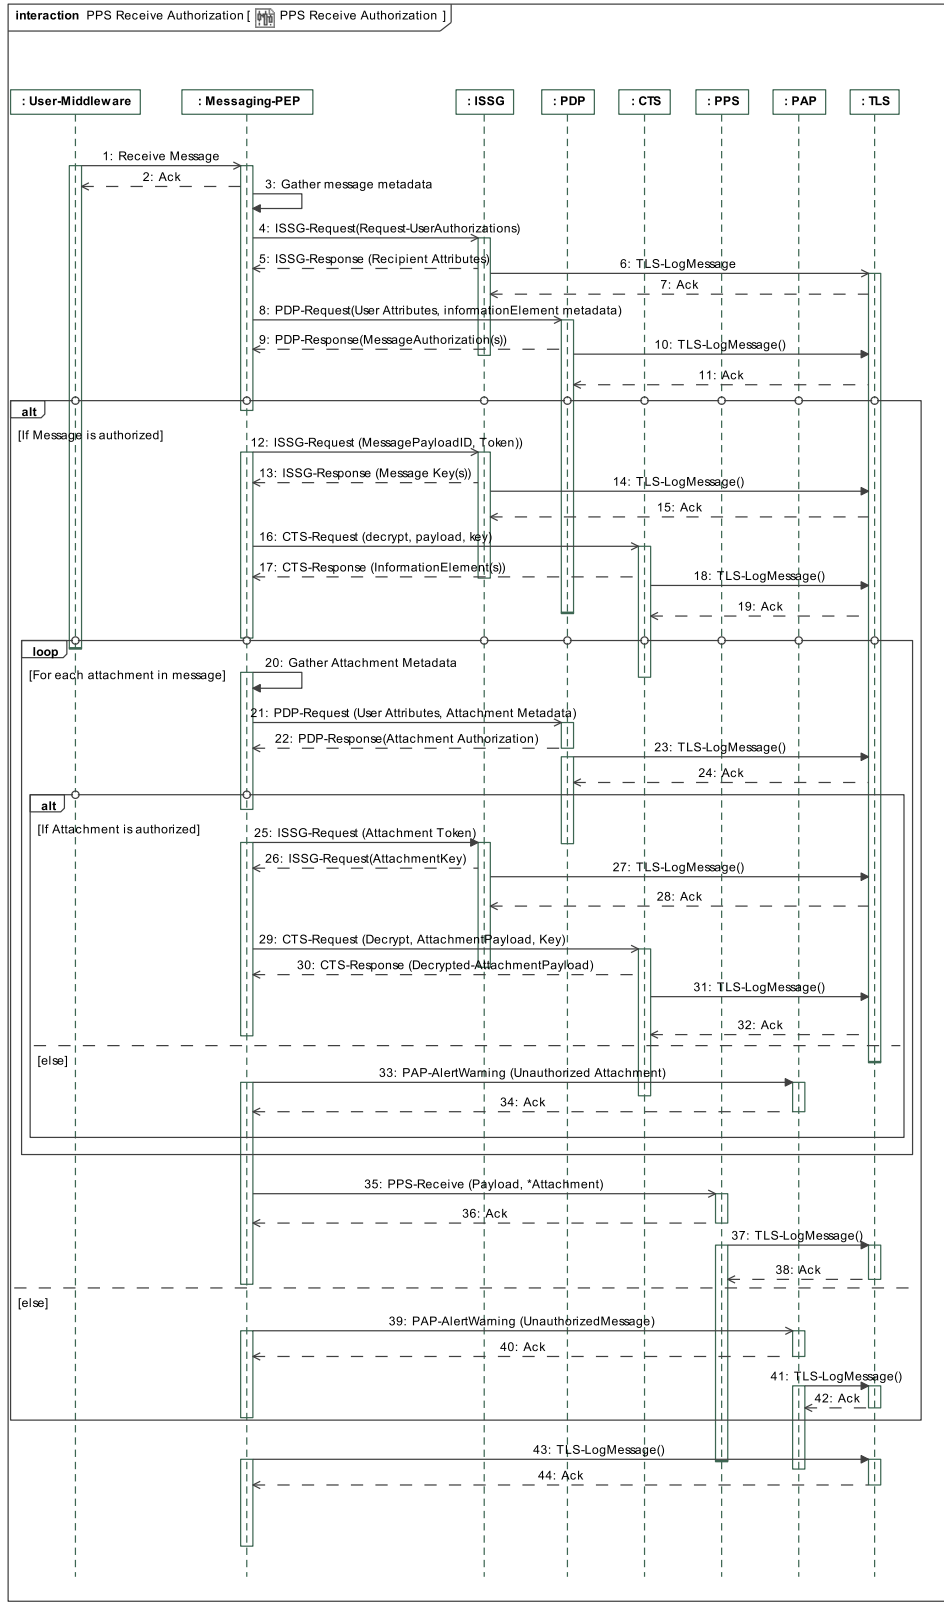 interaction PPS Receive Authorization [ PPS Receive Authorization ]
: User-Middleware
: Messaging-PEP
: ISSG
: PDP
: CTS
: PPS
: PAP
: TLS
1: Receive Message
2: Ack
3: Gather message metadata
4: ISSG-Request(Request-UserAuthorizations)
5: ISSG-Response (Recipient Attributes)
6: TLS-LogMessage
7: Ack
8: PDP-Request(User Attributes, informationElement metadata)
9: PDP-Response(MessageAuthorization(s))
10: TLS-LogMessage()
11: Ack
alt
[If Message is authorized]
12: ISSG-Request (MessagePayloadID, Token))
13: ISSG-Response (Message Key(s))
14: TLS-LogMessage()
15: Ack
16: CTS-Request (decrypt, payload, key)
17: CTS-Response (InformationElement(s))
18: TLS-LogMessage()
19: Ack
loop
[For each attachment in message]
20: Gather Attachment Metadata
21: PDP-Request (User Attributes, Attachment Metadata)
22: PDP-Response(Attachment Authorization)
23: TLS-LogMessage()
24: Ack
alt
[If Attachment is authorized]
25: ISSG-Request (Attachment Token)
26: ISSG-Request(AttachmentKey)
27: TLS-LogMessage()
28: Ack
29: CTS-Request (Decrypt, AttachmentPayload, Key)
30: CTS-Response (Decrypted-AttachmentPayload)
31: TLS-LogMessage()
32: Ack
[else]
33: PAP-AlertWarning (Unauthorized Attachment)
34: Ack
35: PPS-Receive (Payload, *Attachment)
36: Ack
37: TLS-LogMessage()
38: Ack
[else]
39: PAP-AlertWarning (UnauthorizedMessage)
40: Ack
41: TLS-LogMessage()
42: Ack
43: TLS-LogMessage()
44: Ack